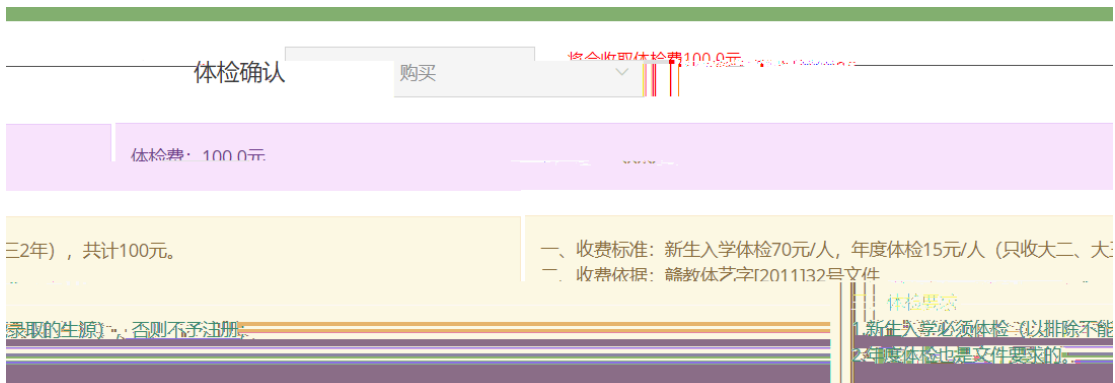 体检确认
购买
将会收取体检费100.0元
体检费：100.0元
三2年），共计100元。
一、收费标准：新生入学体检70元/人，年度体检15元/人（只收大二、大三
二、收费依据：赣教体艺字[2011]32号文件
体检要求
录取的生源），否则不予注册
1.新生入学必须体检（以排除不能
2.年度体检也是文件要求的。